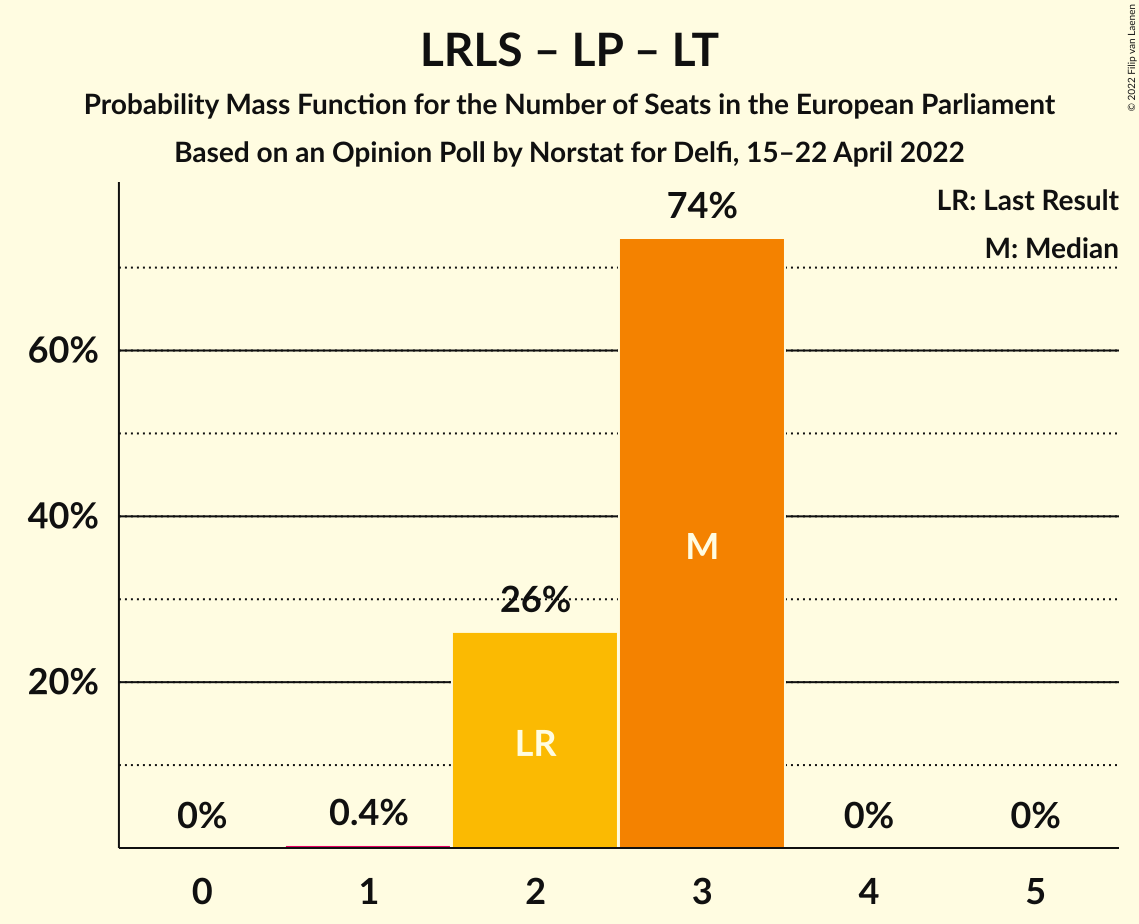 LRLS – LP – LT
Probability Mass Function for the Number of Seats in the European Parliament
Based on an Opinion Poll by Norstat for Delfi, 15–22 April 2022
© 2022 Filip van Laenen
LR: Last Result
M: Median
74%
60%
40%
M
26%
20%
LR
0%
0.4%
0%
0%
0
1
2
3
4
5